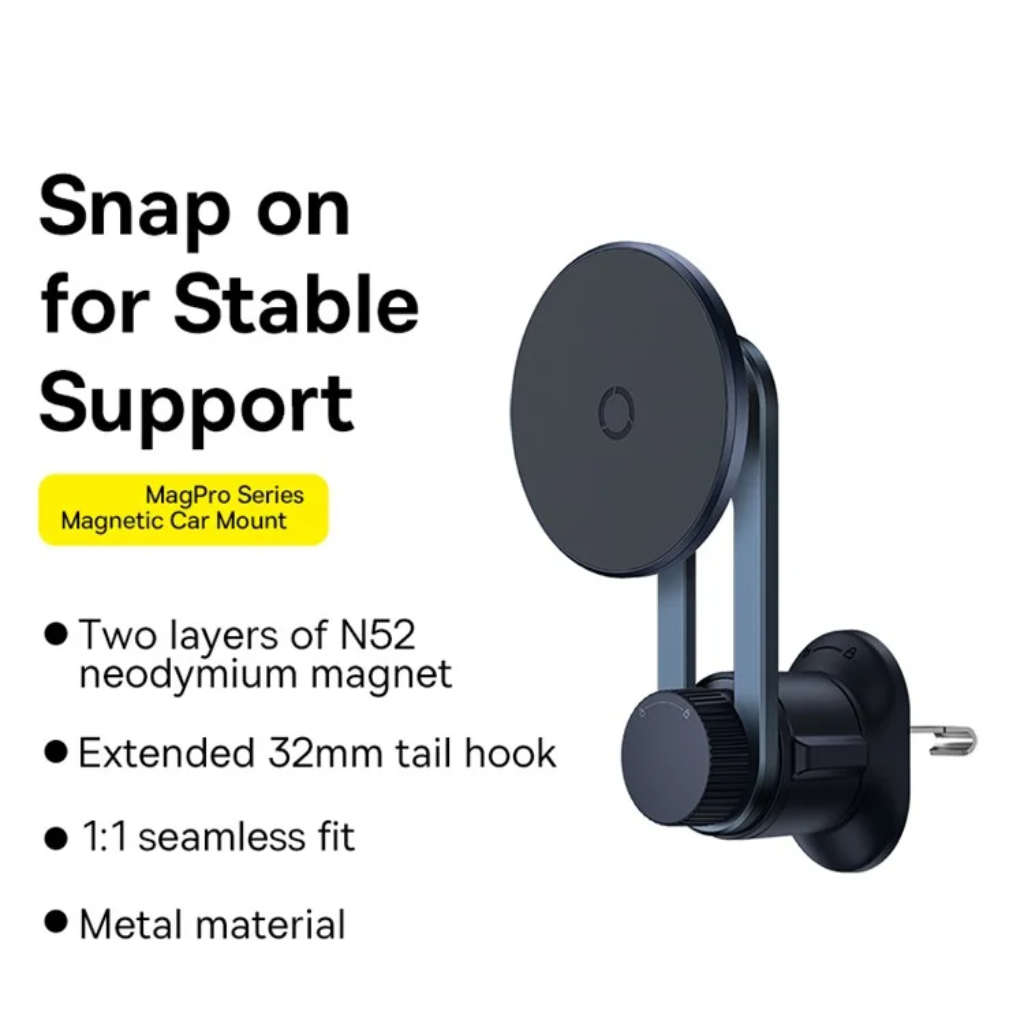 Snap on
for Stable
Support
MagPro Series
Magnetic Car Mount
● Two layers of N52
neodymium magnet
● Extended 32mm tail hook
● 1:1 seamless fit
● Metal material